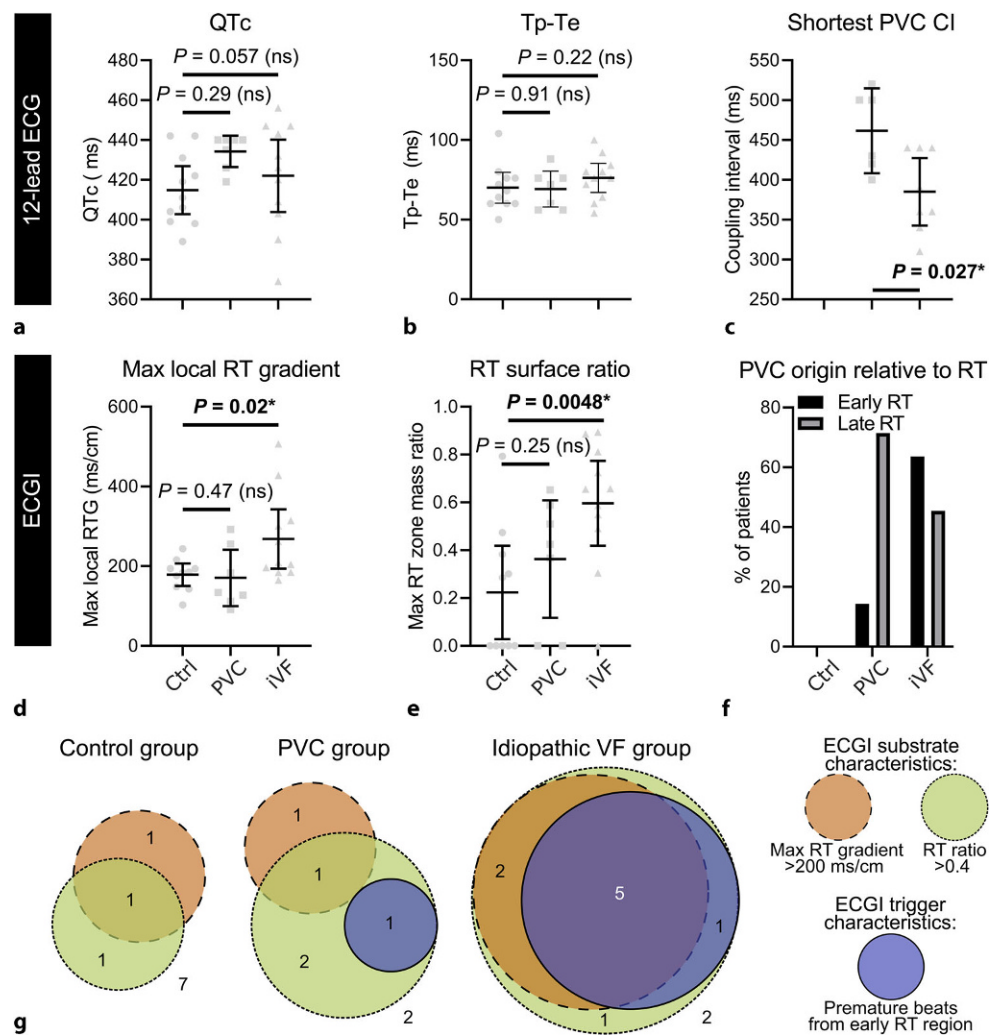 12-lead ECG
QTc
480
460
440
420
400
380
360
QTc ( ms)
P = 0.057 (ns)
P = 0.29 (ns)
a
Tp-Te
150
100
50
0
Tp-Te (ms)
P = 0.22 (ns)
P = 0.91 (ns)
b
Shortest PVC CI
550
500
450
400
350
300
250
Coupling interval (ms)
P = 0.027*
c
ECGI
Max local RT gradient
600
400
200
0
Max local RTG (ms/cm)
P = 0.02*
P = 0.47 (ns)
Ctrl
PVC
iVF
d
RT surface ratio
1.0
0.8
0.6
0.4
0.2
0.0
Max RT zone mass ratio
P = 0.0048*
P = 0.25 (ns)
Ctrl
PVC
iVF
e
PVC origin relative to RT
80
60
40
20
0
% of patients
Early RT
Late RT
Ctrl
PVC
iVF
f
Control group
1
1
1
7
PVC group
1
1
1
2
2
Idiopathic VF group
2
5
1
1
2
ECGI substrate
characteristics:
Max RT gradient
>200 ms/cm
RT ratio
>0.4
ECGI trigger
characteristics:
Premature beats
from early RT region
g